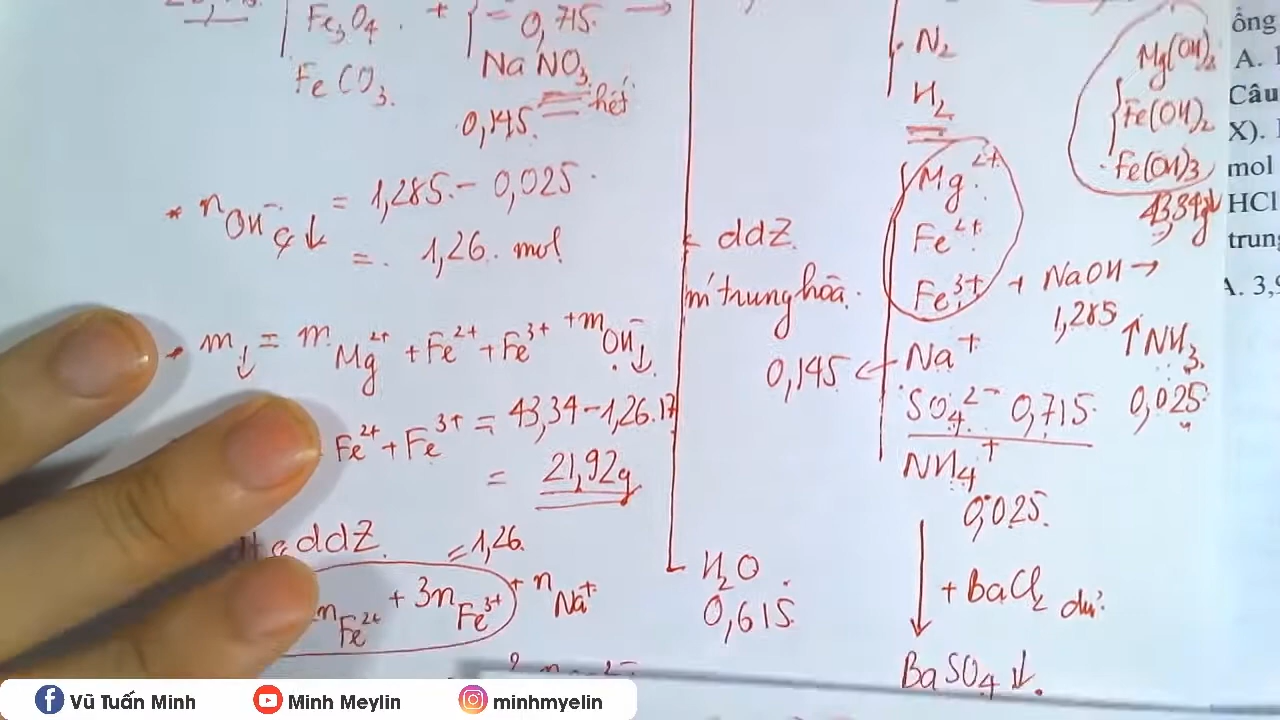 Fe3O4 + = 0,715. →
FeCO3. NaNO3
0,145. hết
* nOH⁻ ↓ = 1,285 - 0,025.
= 1,26 mol
* m↓ = m Mg²⁺ + Fe²⁺ + Fe³⁺ + m OH⁻↓.
Fe²⁺ + Fe³⁺ = 43,34 - 1,26.17
= 21,92g
ddZ. = 1,26.
nFe²⁺ + 3nFe³⁺ + nNa⁺
ddZ.
m' trung hòa.
N2
H2
Mg²⁺
Fe²⁺
Fe³⁺ + NaOH →
1,285 ↑NH3.
0,025
0,145 ← Na⁺
SO4²⁻ 0,715.
NH4⁺
0,025.
+ BaCl2 dư.
BaSO4↓.
H2O.
0,615
Mg(OH)2
Fe(OH)2
Fe(OH)3
43,34g↓
ống
A.
Câu
X).
mol
HCl
trung
A. 3,9
Vũ Tuấn Minh
Minh Meylin
minhmyelin